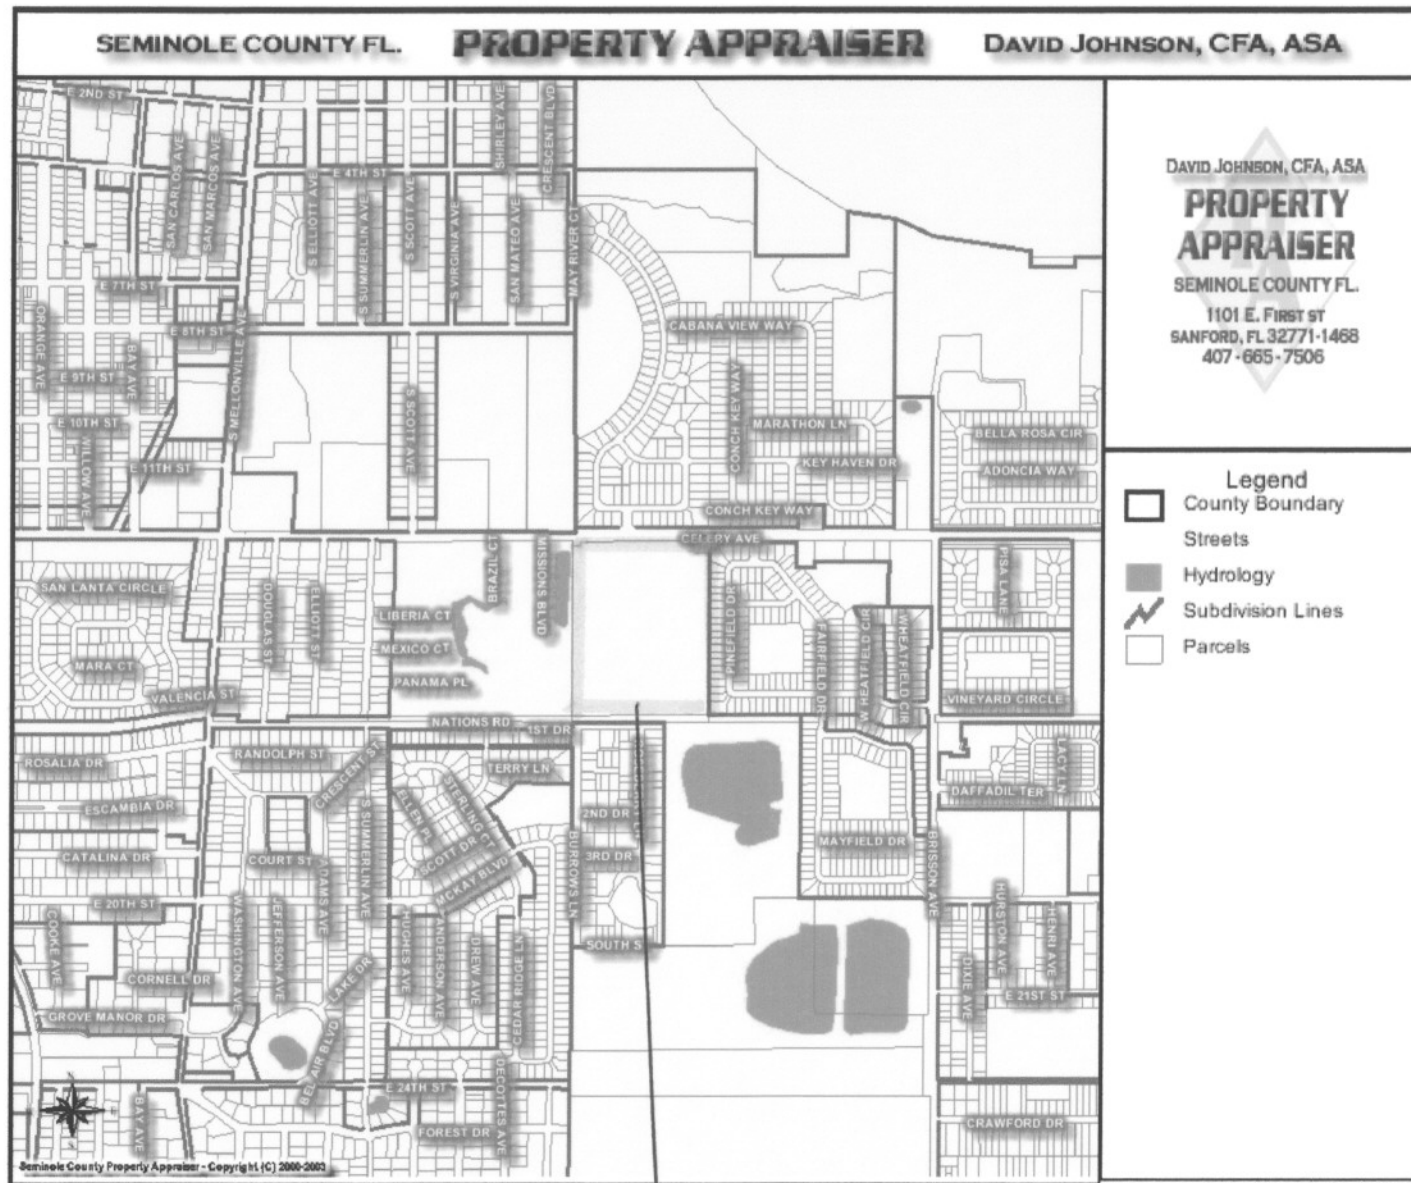 SEMINOLE COUNTY FL. PROPERTY APPRAISER DAVID JOHNSON, CFA, ASA
E 2ND ST
SAN CARLOS AVE
SAN MARCOS AVE
S ELLIOTT AVE
E 4TH ST
S SUMMERLIN AVE
S SCOTT AVE
S VIRGINIA AVE
SHIRLEY AVE
SAN MATEO AVE
CRESCENT BLVD
MAY RIVER CT
E 7TH ST
E 8TH ST
S MELLONVILLE AVE
ORANGE AVE
BAY AVE
E 9TH ST
E 10TH ST
WILLOW AVE
E 11TH ST
S SCOTT AVE
CABANA VIEW WAY
CONCH KEY WAY
MARATHON LN
KEY HAVEN DR
CONCH KEY WAY
BELLA ROSA CIR
ADONCIA WAY
CELERY AVE
SAN LANTA CIRCLE
MARA CT
VALENCIA ST
DOUGLAS ST
ELLIOTT ST
LIBERIA CT
MEXICO CT
PANAMA PL
BRAZIL CT
MISSIONS BLVD
PINEFIELD DR
FAIRFIELD DR
W WHEATFIELD CIR
WHEATFIELD CIR
PISA LANE
VINEYARD CIRCLE
NATIONS RD
1ST DR
ROSALIA DR
RANDOLPH ST
CRESCENT ST
TERRY LN
STERLING CT
ELLEN PL
SCOTT DR
MCKAY BLVD
ESCAMBIA DR
CATALINA DR
COURT ST
ADAMS AVE
S SUMMERLIN AVE
2ND DR
3RD DR
BURROWS LN
MAYFIELD DR
BRISSON AVE
DAFFADIL TER
LACY LN
E 20TH ST
COOKE AVE
CORNELL DR
GROVE MANOR DR
WASHINGTON AVE
JEFFERSON AVE
LAKE DR
BEL AIR BLVD
HUGHES AVE
ANDERSON AVE
DREW AVE
CEDAR RIDGE LN
SOUTH S
HURSTON AVE
HENRI AVE
DIXIE AVE
E 21ST ST
E 24TH ST
DECOTTES AVE
FOREST DR
BAY AVE
CRAWFORD DR
Seminole County Property Appraiser - Copyright (C) 2000-2003
DAVID JOHNSON, CFA, ASA
PROPERTY
APPRAISER
SEMINOLE COUNTY FL.
1101 E. FIRST ST
SANFORD, FL 32771-1468
407-665-7506
Legend
County Boundary
Streets
Hydrology
Subdivision Lines
Parcels